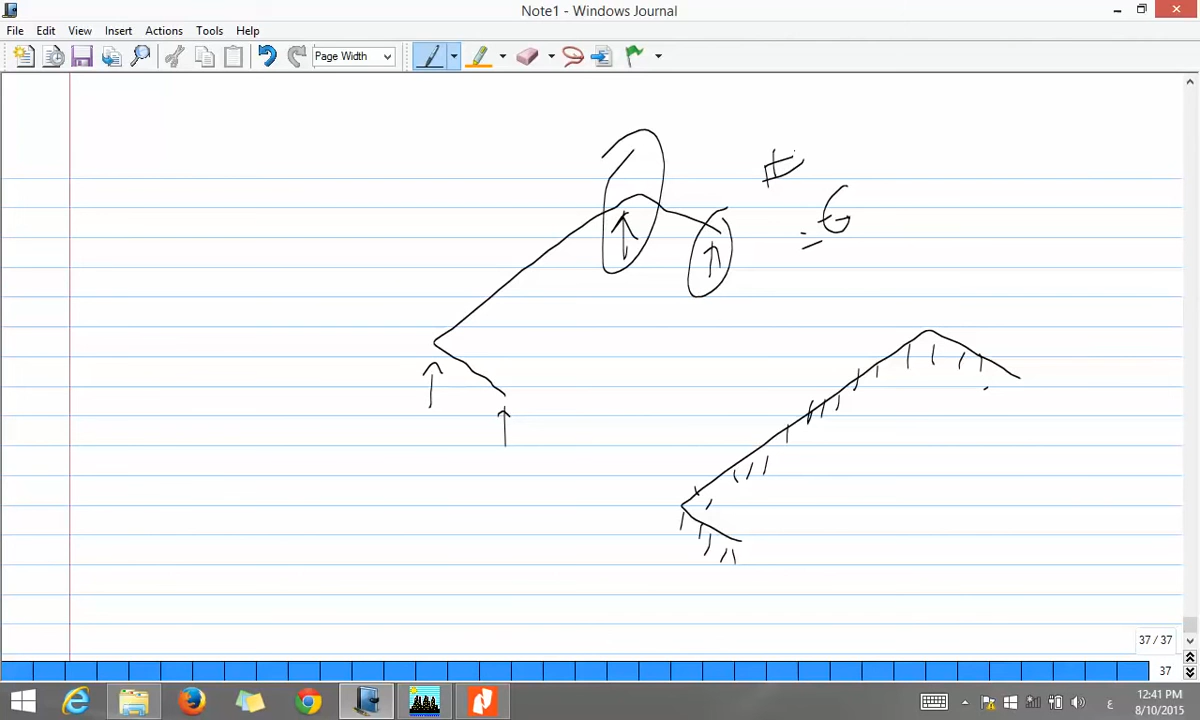 Note1 - Windows Journal
File Edit View Insert Actions Tools Help
Page Width
37 / 37
37
ع
12:41 PM
8/10/2015